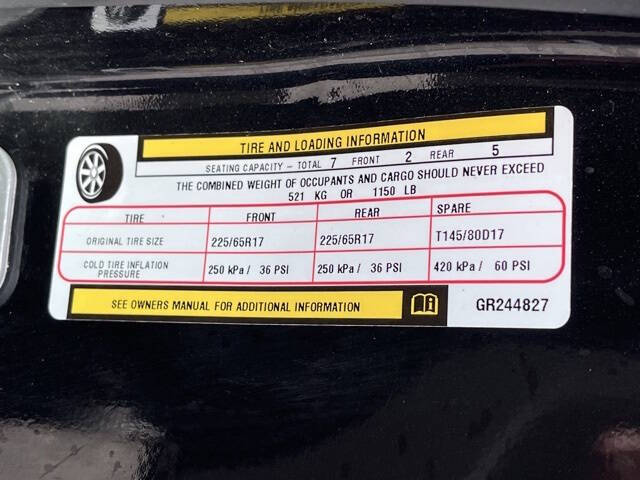 TIRE AND LOADING INFORMATION
SEATING CAPACITY - TOTAL 7 FRONT 2 REAR 5
THE COMBINED WEIGHT OF OCCUPANTS AND CARGO SHOULD NEVER EXCEED
521 KG OR 1150 LB
TIRE FRONT REAR SPARE
ORIGINAL TIRE SIZE 225/65R17 225/65R17 T145/80D17
COLD TIRE INFLATION PRESSURE 250 kPa / 36 PSI 250 kPa / 36 PSI 420 kPa / 60 PSI
SEE OWNERS MANUAL FOR ADDITIONAL INFORMATION GR244827